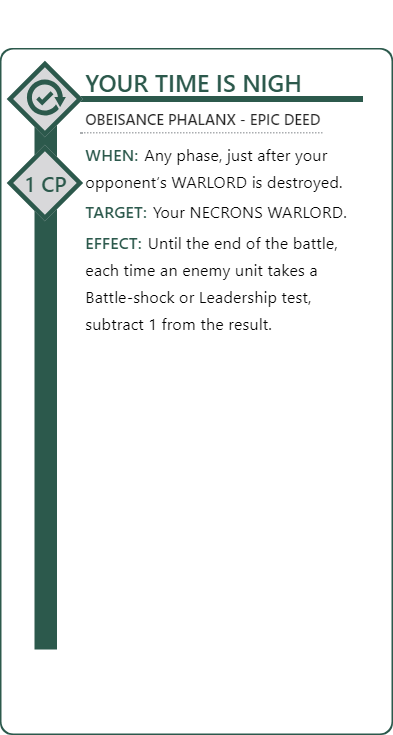 YOUR TIME IS NIGH
OBEISANCE PHALANX - EPIC DEED
1 CP
WHEN: Any phase, just after your
opponent's WARLORD is destroyed.
TARGET: Your NECRONS WARLORD.
EFFECT: Until the end of the battle,
each time an enemy unit takes a
Battle-shock or Leadership test,
subtract 1 from the result.